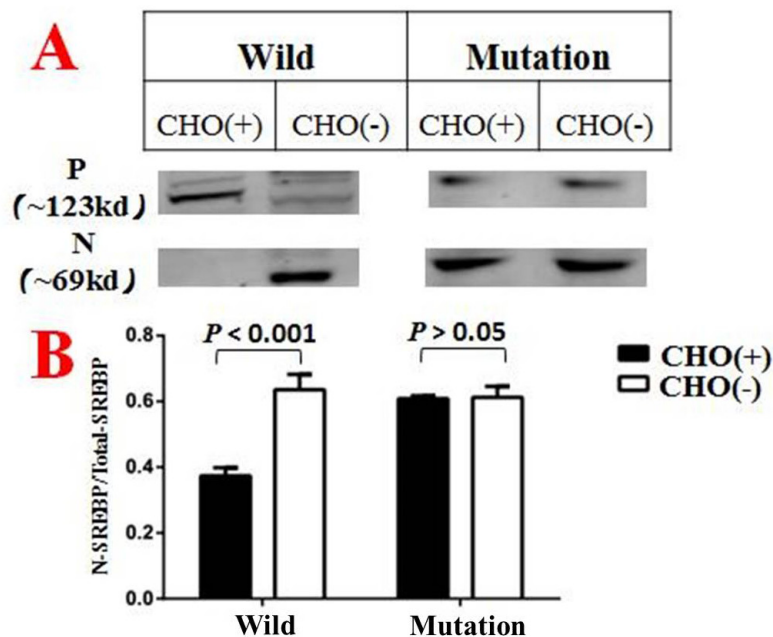 A
Wild Mutation
CHO(+) CHO(-) CHO(+) CHO(-)
P
(~123kd)
N
(~69kd)
B
N-SREBP/Total-SREBP
0.8
0.6
0.4
0.2
0.0
P < 0.001 P > 0.05
CHO(+)
CHO(-)
Wild Mutation